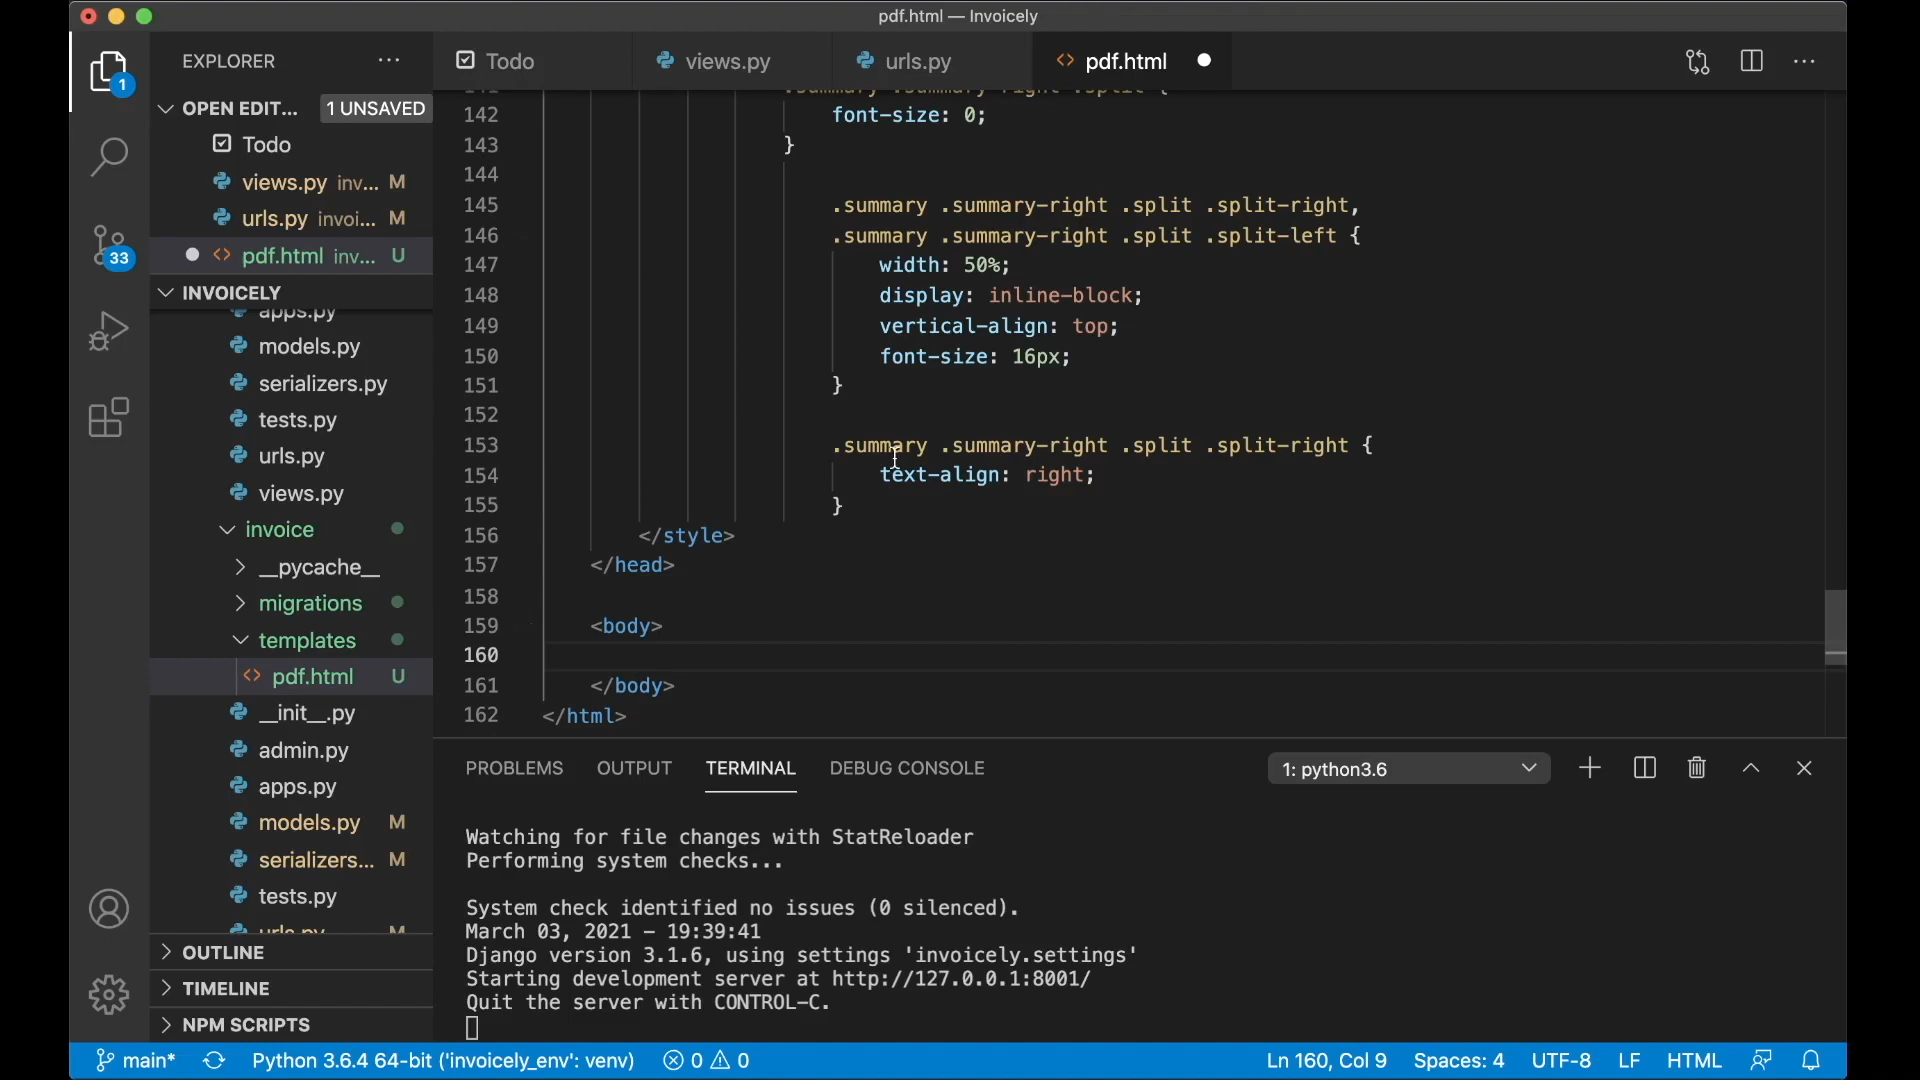 pdf.html — Invoicely
EXPLORER
1
33
OPEN EDIT... 1 UNSAVED
Todo
views.py inv... M
urls.py invoi... M
pdf.html inv... U
INVOICELY
apps.py
models.py
serializers.py
tests.py
urls.py
views.py
invoice
__pycache__
migrations
templates
pdf.html U
__init__.py
admin.py
apps.py
models.py M
serializers... M
tests.py
urls.py M
OUTLINE
TIMELINE
NPM SCRIPTS
Todo views.py urls.py pdf.html
141 .summary .summary-right .split {
142 font-size: 0;
143 }
144
145 .summary .summary-right .split .split-right,
146 .summary .summary-right .split .split-left {
147 width: 50%;
148 display: inline-block;
149 vertical-align: top;
150 font-size: 16px;
151 }
152
153 .summary .summary-right .split .split-right {
154 text-align: right;
155 }
156 </style>
157 </head>
158
159 <body>
160
161 </body>
162 </html>
PROBLEMS OUTPUT TERMINAL DEBUG CONSOLE 1: python3.6
Watching for file changes with StatReloader
Performing system checks...
System check identified no issues (0 silenced).
March 03, 2021 - 19:39:41
Django version 3.1.6, using settings 'invoicely.settings'
Starting development server at http://127.0.0.1:8001/
Quit the server with CONTROL-C.
main* Python 3.6.4 64-bit ('invoicely_env': venv) 0 0 Ln 160, Col 9 Spaces: 4 UTF-8 LF HTML